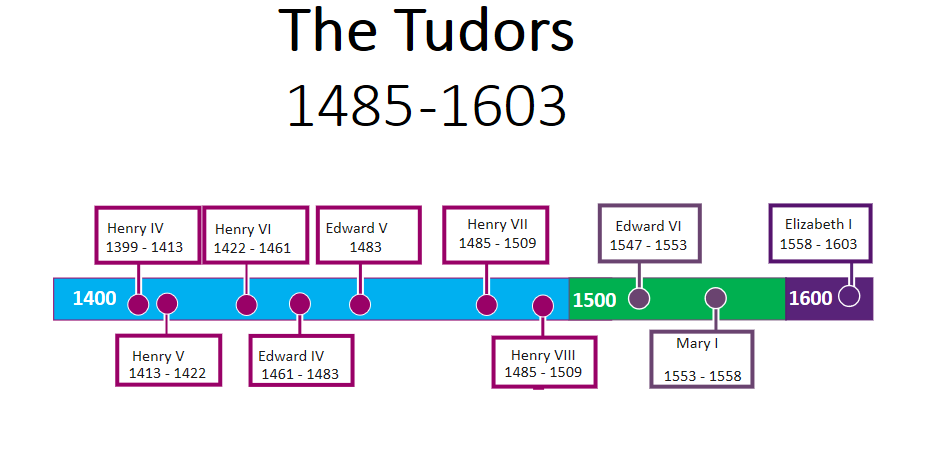 The Tudors
1485-1603
Henry IV
1399 - 1413
Henry VI
1422 - 1461
Edward V
1483
Henry VII
1485 - 1509
Edward VI
1547 - 1553
Elizabeth I
1558 - 1603
1400
1500
1600
Henry V
1413 - 1422
Edward IV
1461 - 1483
Henry VIII
1485 - 1509
Mary I
1553 - 1558